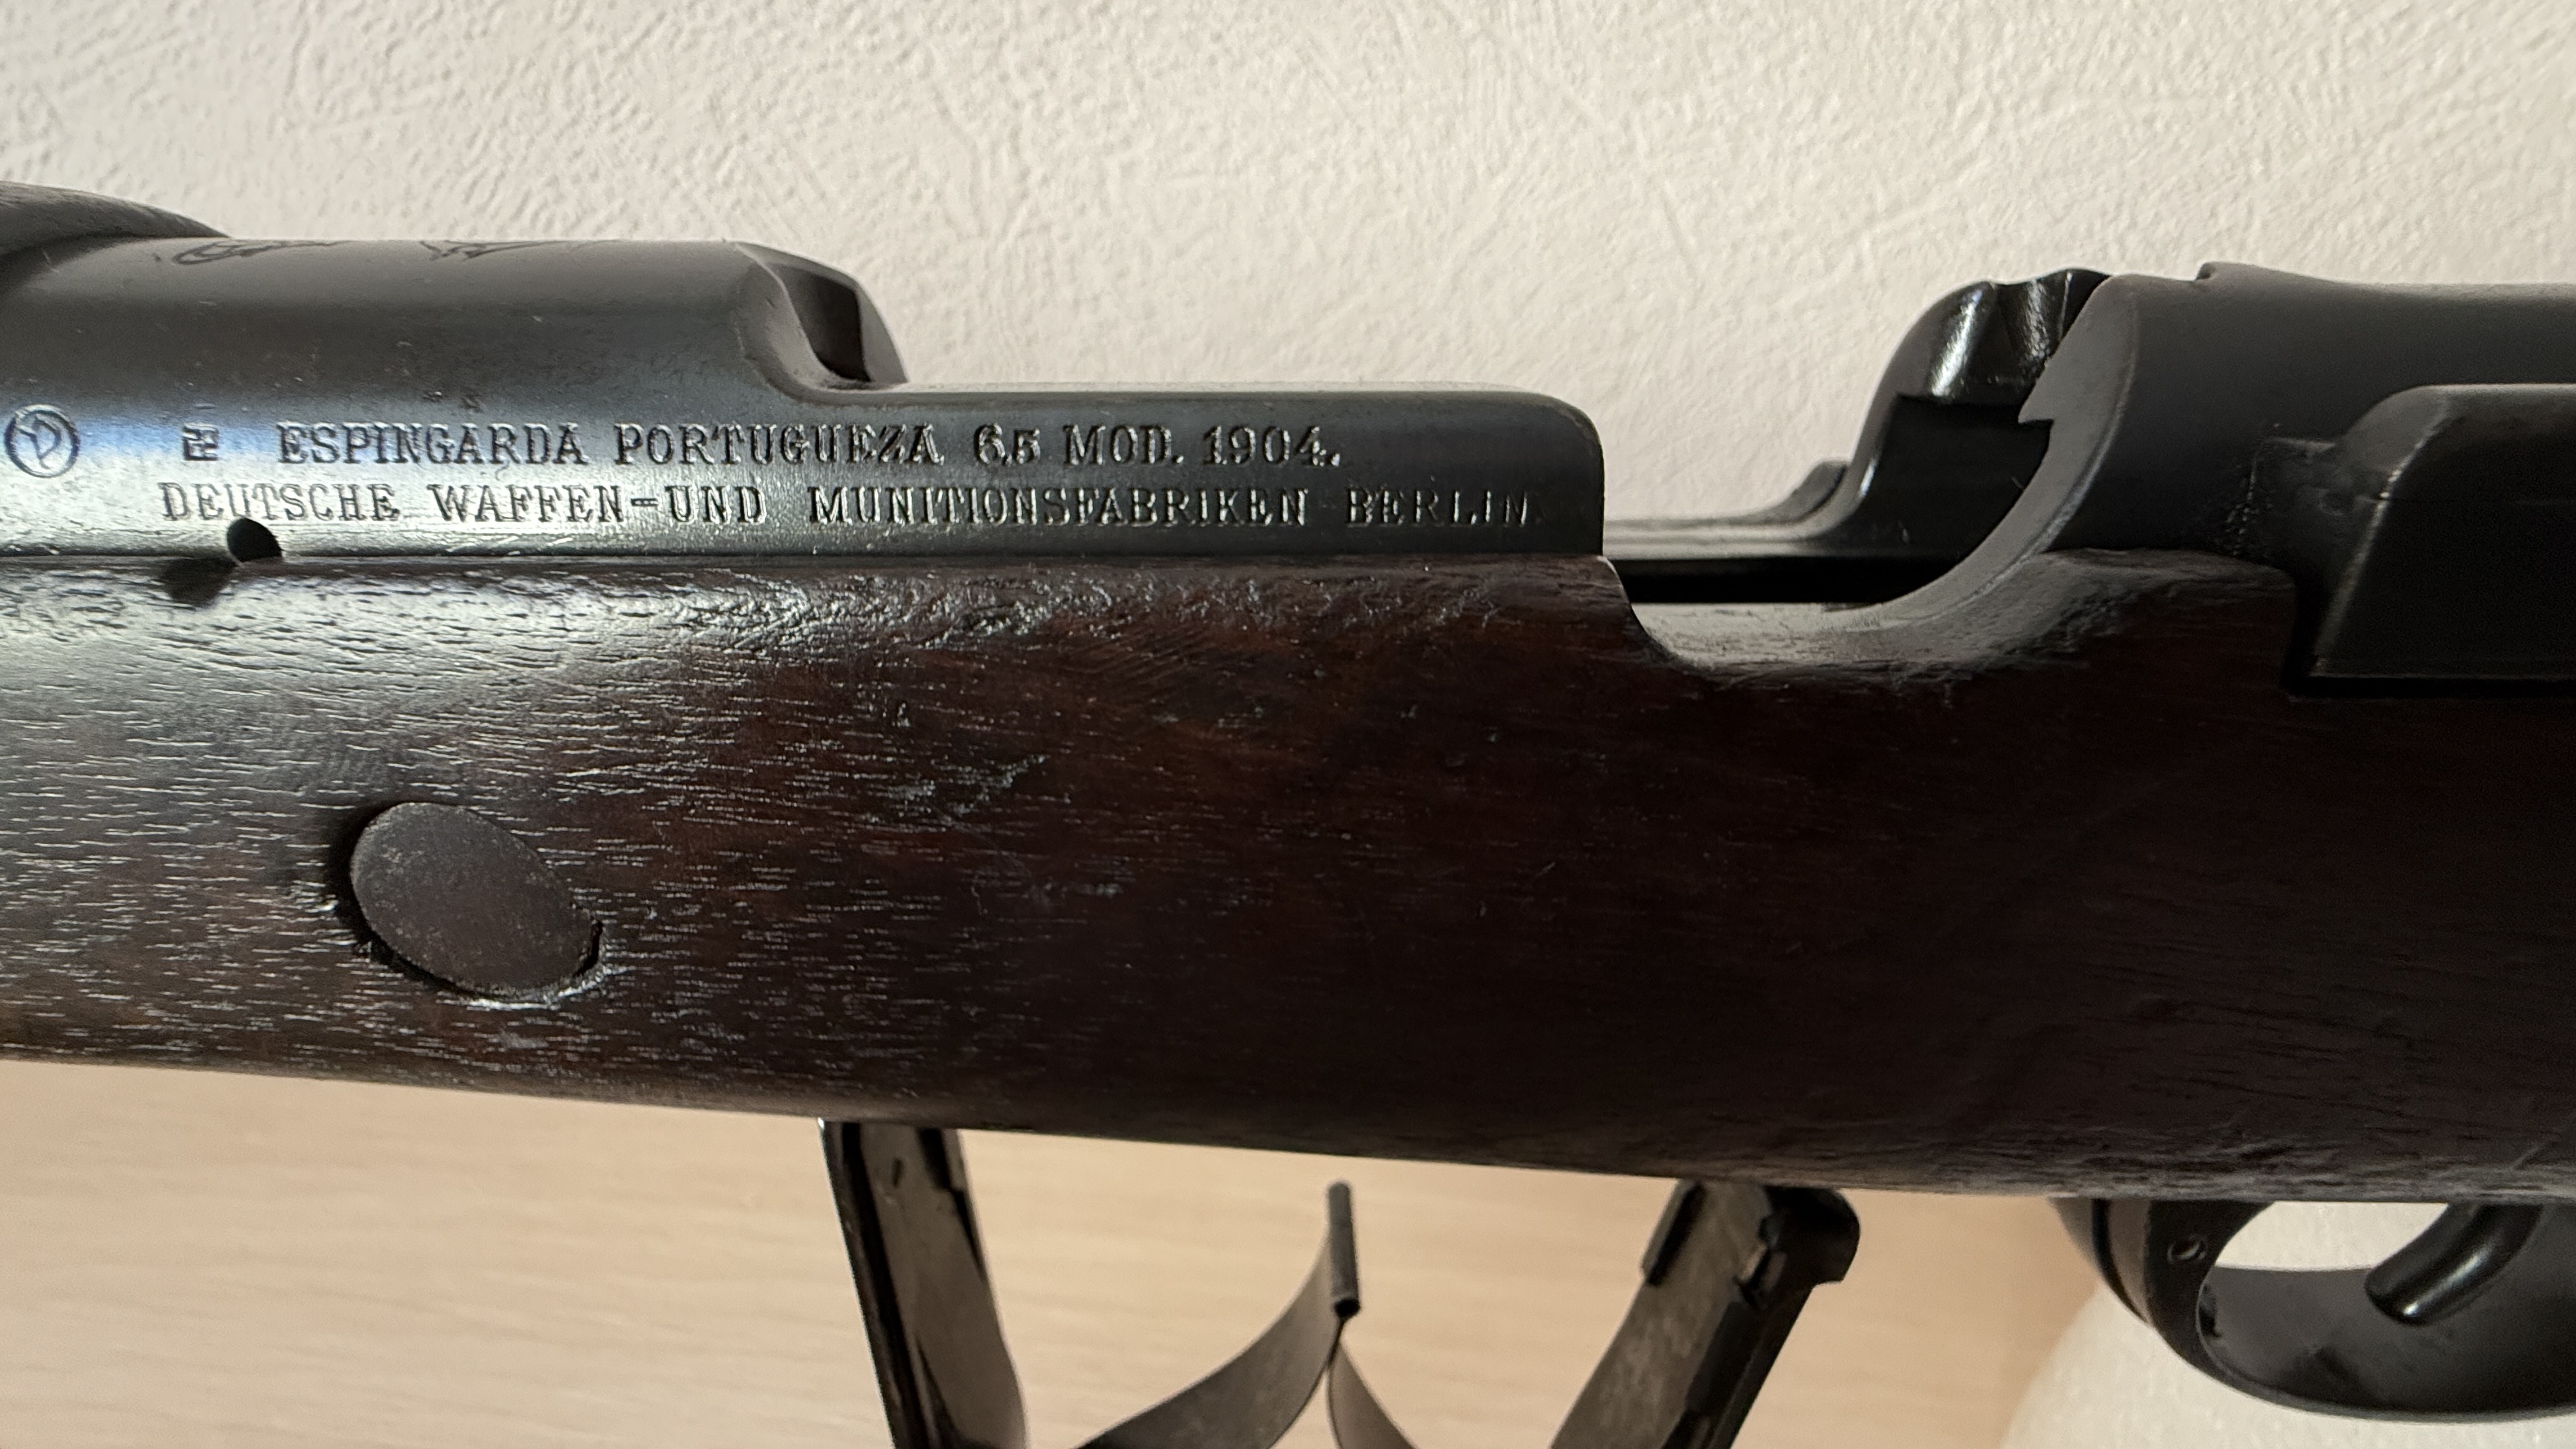 ESPINGARDA PORTUGUEZA 6,5 MOD. 1904.
DEUTSCHE WAFFEN-UND MUNITIONSFABRIKEN BERLIN